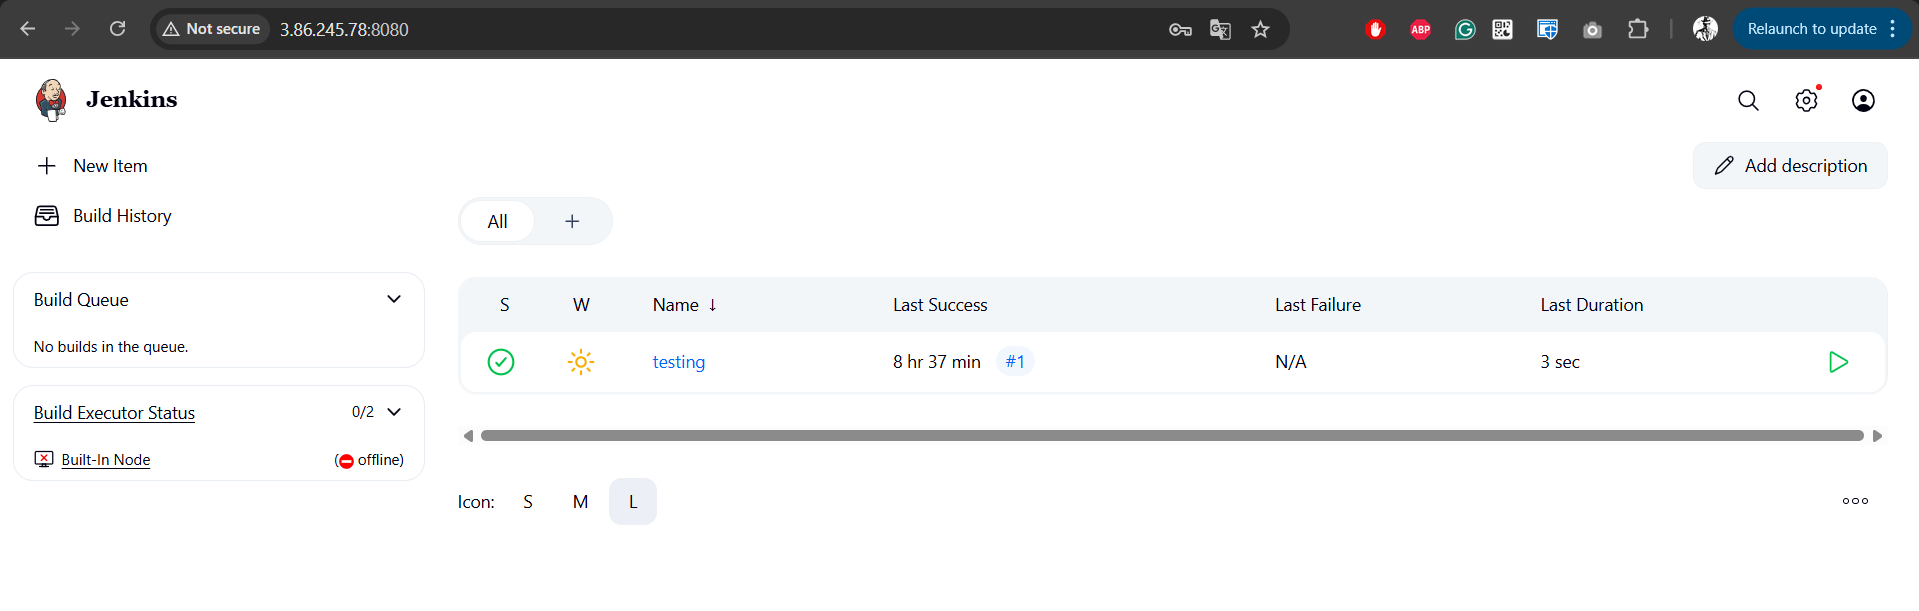 Not secure 3.86.245.78:8080 ABP Relaunch to update
Jenkins
New Item
Add description
Build History
All +
Build Queue
S W Name ↓ Last Success Last Failure Last Duration
No builds in the queue.
testing 8 hr 37 min #1 N/A 3 sec
Build Executor Status 0/2
Built-In Node (offline)
Icon: S M L